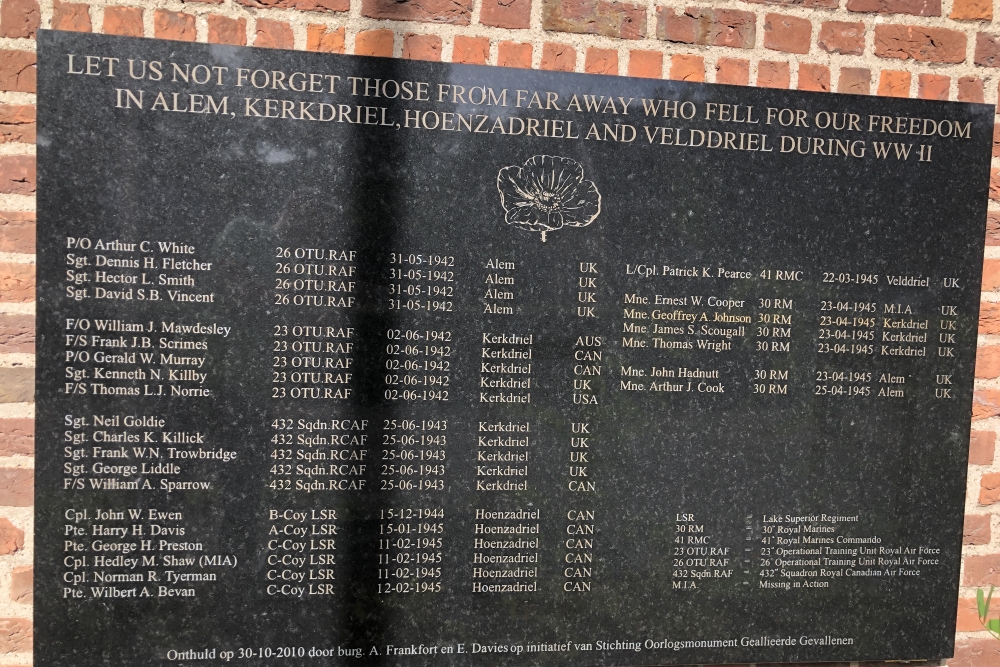 LET US NOT FORGET THOSE FROM FAR AWAY WHO FELL FOR OUR FREEDOM
IN ALEM, KERKDRIEL, HOENZADRIEL AND VELDDRIEL DURING WW-II
P/O Arthur C. White 26 OTU.RAF 31-05-1942 Alem UK
Sgt. Dennis H. Fletcher 26 OTU.RAF 31-05-1942 Alem UK
Sgt. Hector L. Smith 26 OTU.RAF 31-05-1942 Alem UK
Sgt. David S.B. Vincent 26 OTU.RAF 31-05-1942 Alem UK
F/O William J. Mawdesley 23 OTU.RAF 02-06-1942 Kerkdriel AUS
F/S Frank J.B. Scrimes 23 OTU.RAF 02-06-1942 Kerkdriel CAN
P/O Gerald W. Murray 23 OTU.RAF 02-06-1942 Kerkdriel CAN
Sgt. Kenneth N. Killby 23 OTU.RAF 02-06-1942 Kerkdriel UK
F/S Thomas L.J. Norrie 23 OTU.RAF 02-06-1942 Kerkdriel USA
Sgt. Neil Goldie 432 Sqdn.RCAF 25-06-1943 Kerkdriel UK
Sgt. Charles K. Killick 432 Sqdn.RCAF 25-06-1943 Kerkdriel UK
Sgt. Frank W.N. Trowbridge 432 Sqdn.RCAF 25-06-1943 Kerkdriel UK
Sgt. George Liddle 432 Sqdn.RCAF 25-06-1943 Kerkdriel UK
F/S William A. Sparrow 432 Sqdn.RCAF 25-06-1943 Kerkdriel CAN
Cpl. John W. Ewen B-Coy LSR 15-12-1944 Hoenzadriel CAN
Pte. Harry H. Davis A-Coy LSR 15-01-1945 Hoenzadriel CAN
Pte. George H. Preston C-Coy LSR 11-02-1945 Hoenzadriel CAN
Cpl. Hedley M. Shaw (MIA) C-Coy LSR 11-02-1945 Hoenzadriel CAN
Cpl. Norman R. Tyerman C-Coy LSR 11-02-1945 Hoenzadriel CAN
Pte. Wilbert A. Bevan C-Coy LSR 12-02-1945 Hoenzadriel CAN
L/Cpl. Patrick K. Pearce 41 RMC 22-03-1945 Velddriel UK
Mne. Ernest W. Cooper 30 RM 23-04-1945 M.I.A. UK
Mne. Geoffrey A. Johnson 30 RM 23-04-1945 Kerkdriel UK
Mne. James S. Scougall 30 RM 23-04-1945 Kerkdriel UK
Mne. Thomas Wright 30 RM 23-04-1945 Kerkdriel UK
Mne. John Hadnutt 30 RM 23-04-1945 Alem UK
Mne. Arthur J. Cook 30 RM 25-04-1945 Alem UK
LSR = Lake Superior Regiment
30 RM = 30° Royal Marines
41 RMC = 41° Royal Marines Commando
23 OTU.RAF = 23° Operational Training Unit Royal Air Force
26 OTU.RAF = 26° Operational Training Unit Royal Air Force
432 Sqdn.RAF = 432° Squadron Royal Canadian Air Force
M.I.A. = Missing in Action
Onthuld op 30-10-2010 door burg. A. Frankfort en E. Davies op initiatief van Stichting Oorlogsmonument Geallieerde Gevallenen